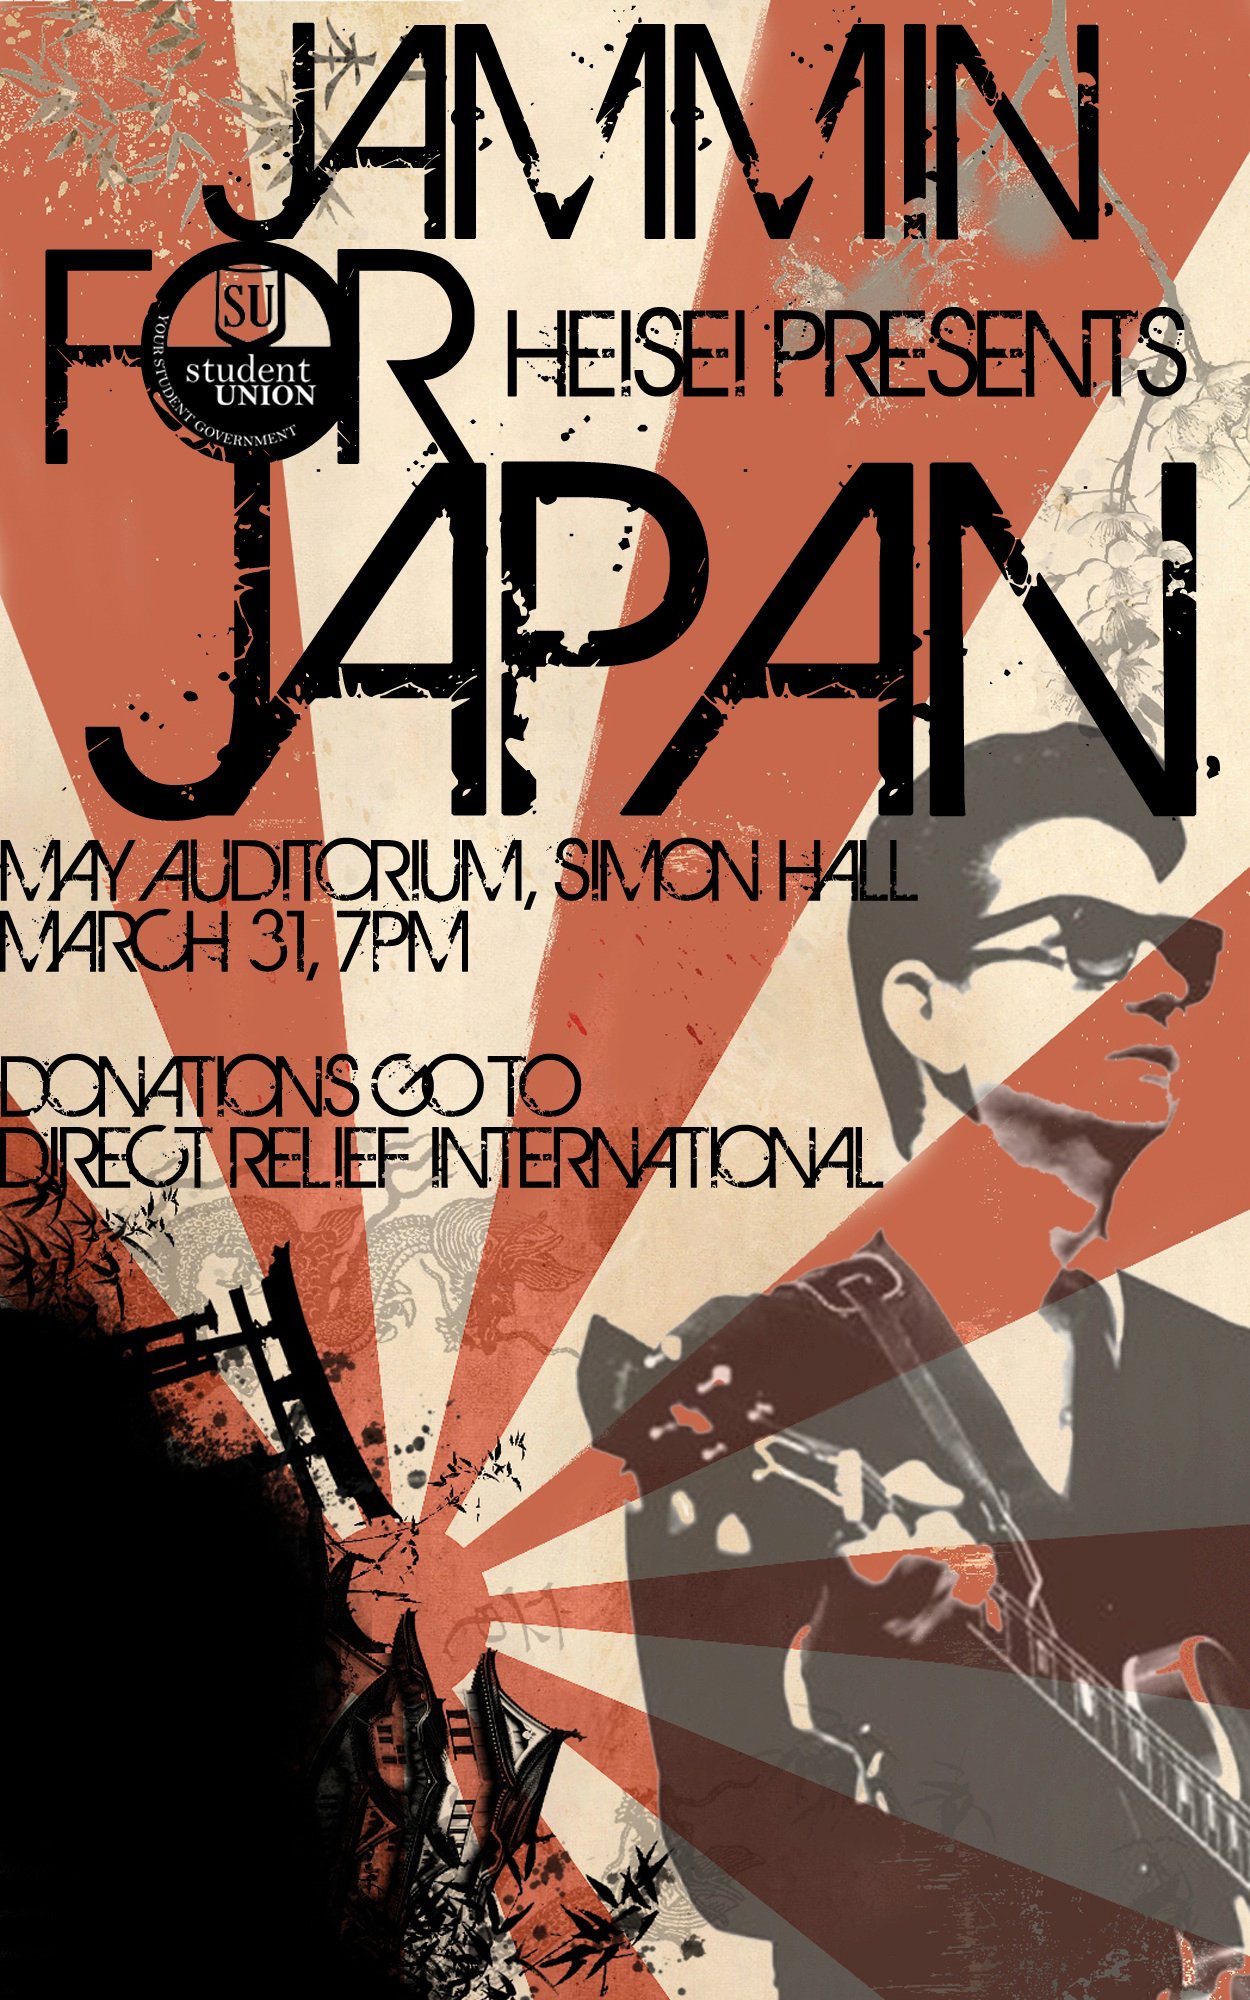 JAMMIN
FOR
SU
student
UNION
YOUR STUDENT GOVERNMENT
HEISEI PRESENTS
JAPAN
MAY AUDITORIUM, SIMON HALL
MARCH 31, 7PM
DONATIONS GO TO
DIRECT RELIEF INTERNATIONAL